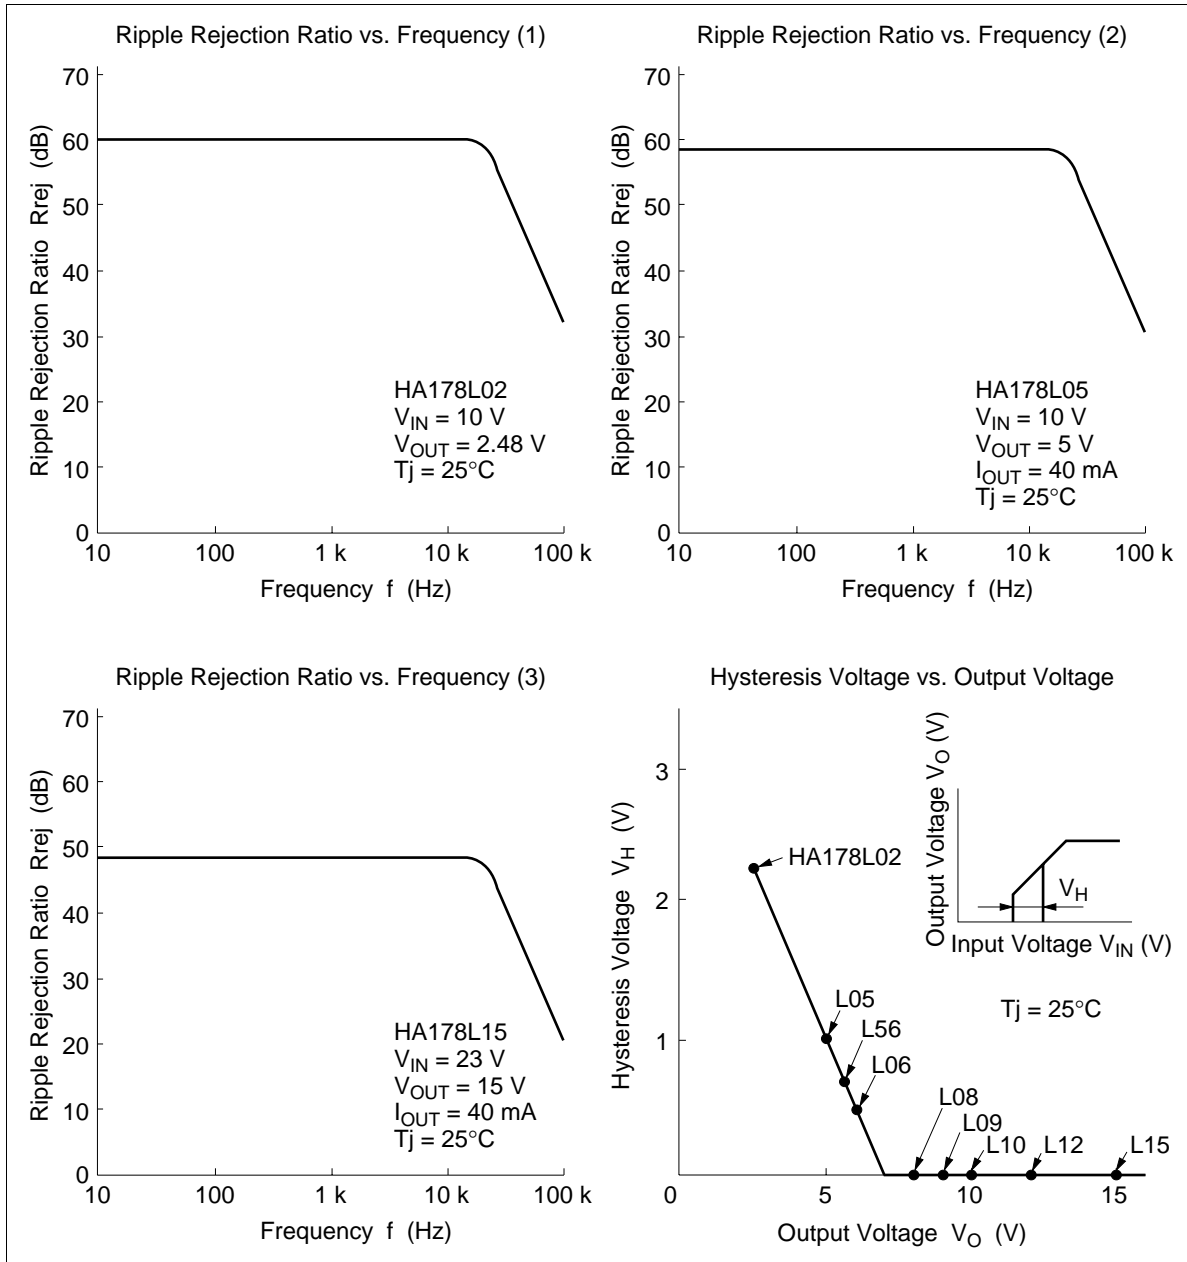 Ripple Rejection Ratio vs. Frequency (1)
Ripple Rejection Ratio Rrej (dB)
70
60
50
40
30
20
10
0
HA178L02
VIN = 10 V
VOUT = 2.48 V
Tj = 25°C
10 100 1 k 10 k 100 k
Frequency f (Hz)
Ripple Rejection Ratio vs. Frequency (2)
Ripple Rejection Ratio Rrej (dB)
70
60
50
40
30
20
10
0
HA178L05
VIN = 10 V
VOUT = 5 V
IOUT = 40 mA
Tj = 25°C
10 100 1 k 10 k 100 k
Frequency f (Hz)
Ripple Rejection Ratio vs. Frequency (3)
Ripple Rejection Ratio Rrej (dB)
70
60
50
40
30
20
10
0
HA178L15
VIN = 23 V
VOUT = 15 V
IOUT = 40 mA
Tj = 25°C
10 100 1 k 10 k 100 k
Frequency f (Hz)
Hysteresis Voltage vs. Output Voltage
Hysteresis Voltage VH (V)
3
2
1
HA178L02
L05
L56
L06
L08
L09
L10
L12
L15
Output Voltage VO (V)
VH
Input Voltage VIN (V)
Tj = 25°C
0 5 10 15
Output Voltage VO (V)